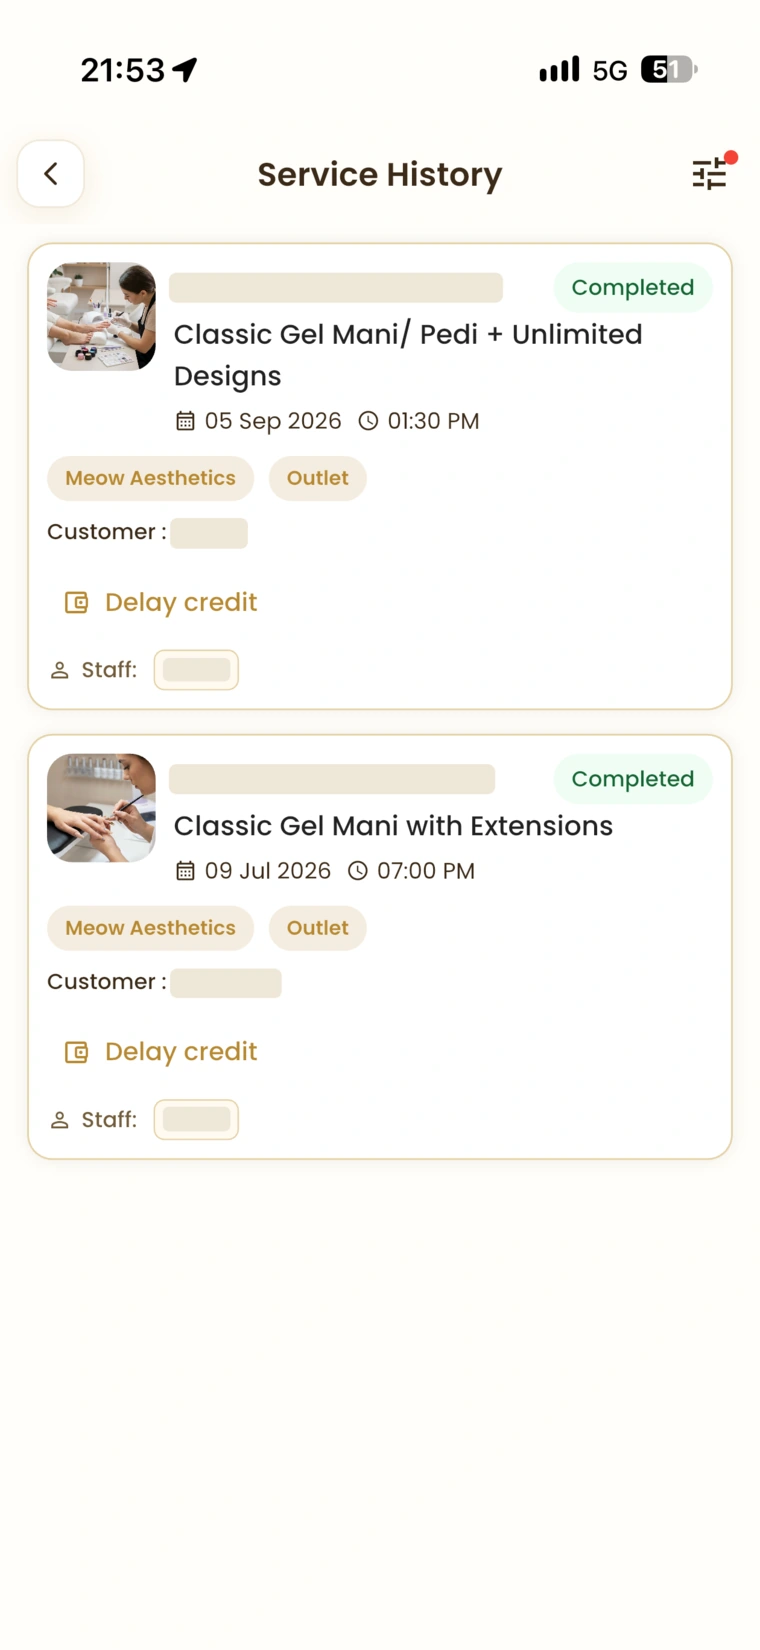 21:53
5G
51
Service History
Completed
Classic Gel Mani/ Pedi + Unlimited
Designs
05 Sep 2026 01:30 PM
Meow Aesthetics Outlet
Customer :
Delay credit
Staff:
Completed
Classic Gel Mani with Extensions
09 Jul 2026 07:00 PM
Meow Aesthetics Outlet
Customer :
Delay credit
Staff: